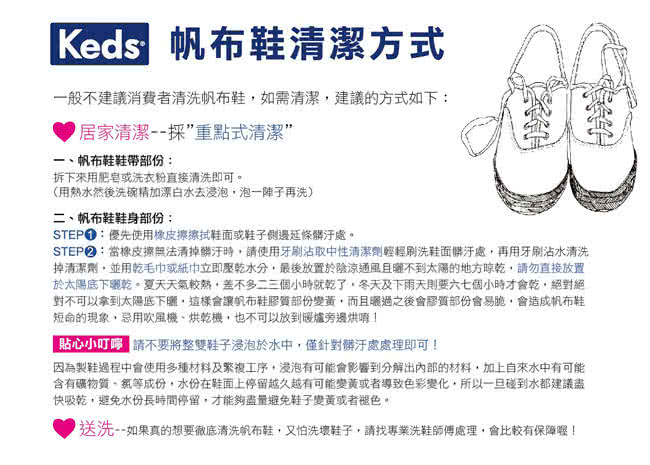 Keds® 帆布鞋清潔方式
一般不建議消費者清洗帆布鞋，如需清潔，建議的方式如下：
居家清潔--採"重點式清潔"
一、帆布鞋鞋帶部份：
拆下來用肥皂或洗衣粉直接清洗即可。
（用熱水然後洗碗精加漂白水去浸泡，泡一陣子再洗）
二、帆布鞋鞋身部份：
STEP❶：優先使用橡皮擦擦拭鞋面或鞋子側邊延條髒汙處。
STEP❷：當橡皮擦無法清掉髒汙時，請使用牙刷沾取中性清潔劑輕輕刷洗鞋面髒汙處，再用牙刷沾水清洗
掉清潔劑，並用乾毛巾或紙巾立即壓乾水分，最後放置於陰涼通風且曬不到太陽的地方晾乾，請勿直接放置
於太陽底下曬乾。夏天天氣較熱，差不多二三個小時就乾了，冬天及下雨天則要六七個小時才會乾，絕對絕
對不可以拿到太陽底下曬，這樣會讓帆布鞋膠質部份變黃，而且曬過之後會膠質部份會易脆，會造成帆布鞋
短命的現象，忌用吹風機、烘乾機，也不可以放到暖爐旁邊烘唷！
貼心小叮嚀 請不要將整雙鞋子浸泡於水中，僅針對髒汙處處理即可！
因為製鞋過程中會使用多種材料及繁複工序，浸泡有可能會影響到分解出內部的材料，加上自來水中有可能
含有礦物質、氯等成份，水份在鞋面上停留越久越有可能變黃或者導致色彩變化，所以一旦碰到水都建議盡
快吸乾，避免水份長時間停留，才能夠盡量避免鞋子變黃或者褪色。
送洗--如果真的想要徹底清洗帆布鞋，又怕洗壞鞋子，請找專業洗鞋師傅處理，會比較有保障喔！